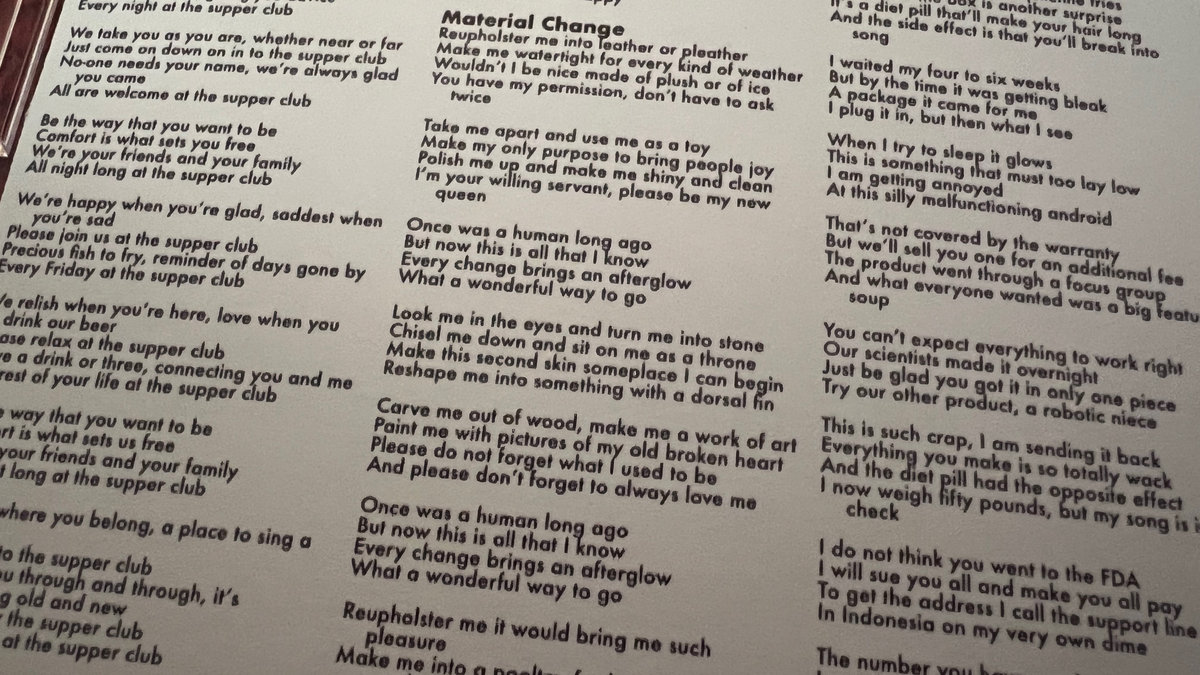 Every night at the supper club
We take you as you are, whether near or far
Just come on down on in to the supper club
No-one needs your name, we're always glad
you came
All are welcome at the supper club
Be the way that you want to be
Comfort is what sets you free
We're your friends and your family
All night long at the supper club
We're happy when you're glad, saddest when
you're sad
Please join us at the supper club
Precious fish to fry, reminder of days gone by
Every Friday at the supper club
relish when you're here, love when you
drink our beer
relax at the supper club
a drink or three, connecting you and me
rest of your life at the supper club
way that you want to be
is what sets us free
your friends and your family
long at the supper club
where you belong, a place to sing a
to the supper club
through and through, it's
old and new
the supper club
at the supper club
Material Change
Reupholster me into leather or pleather
Make me watertight for every kind of weather
Wouldn't I be nice made of plush or of ice
You have my permission, don't have to ask
twice
Take me apart and use me as a toy
Make my only purpose to bring people joy
Polish me up and make me shiny and clean
I'm your willing servant, please be my new
queen
Once was a human long ago
But now this is all that I know
Every change brings an afterglow
What a wonderful way to go
Look me in the eyes and turn me into stone
Chisel me down and sit on me as a throne
Make this second skin someplace I can begin
Reshape me into something with a dorsal fin
Carve me out of wood, make me a work of art
Paint me with pictures of my old broken heart
Please do not forget what I used to be
And please don't forget to always lave me
Once was a human long ago
But now this is all that I know
Every change brings an afterglow
What a wonderful way to go
Reupholster me it would bring me such
pleasure
Make me into a
box is another surprise
It's a diet pill that'll make your hair long
And the side effect is that you'll break into
song
I waited my four to six weeks
But by the time it was getting bleak
A package it came for me
I plug it in, but then what I see
When I try to sleep it glows
This is something that must too lay low
I am getting annoyed
At this silly malfunctioning android
That's not covered by the warranty
But we'll sell you one for an additional fee
The product went through a focus group
And what everyone wanted was a big
soup
You can't expect everything to work right
Our scientists made it overnight
Just be glad you got it in only one piece
Try our other product, a robotic niece
This is such crap, I am sending it back
Everything you make is so totally wack
And the diet pill had the opposite effect
I now weigh fifty pounds, but my song is
check
I do not think you went to the FDA
I will sue you all and make you all pay
To get the address I call the support line
In Indonesia on my very own dime
The number you